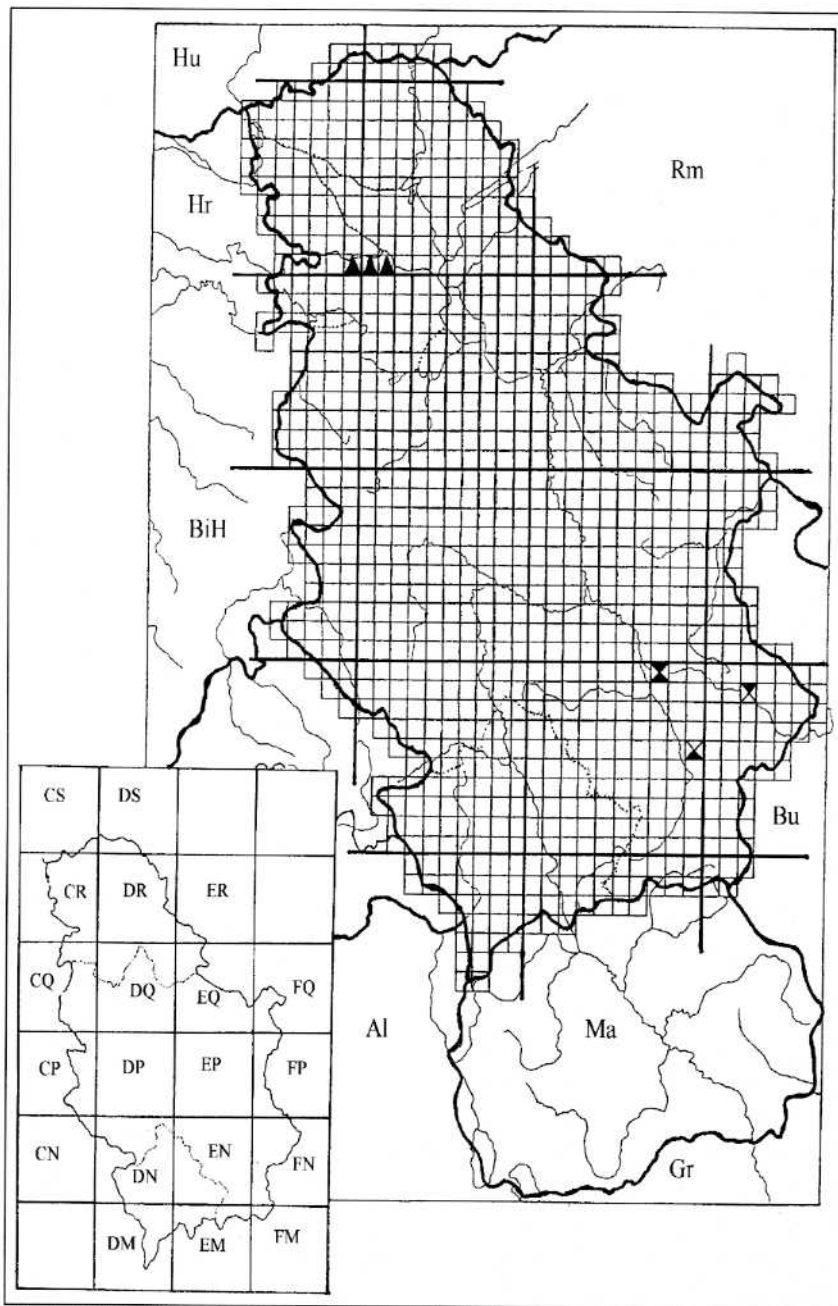 Hu
Rm
Hr
BiH
Bu
Al
Ma
Gr
CS DS
CR DR ER
CQ DQ EQ FQ
CP DP EP FP
CN DN EN FN
DM EM FM